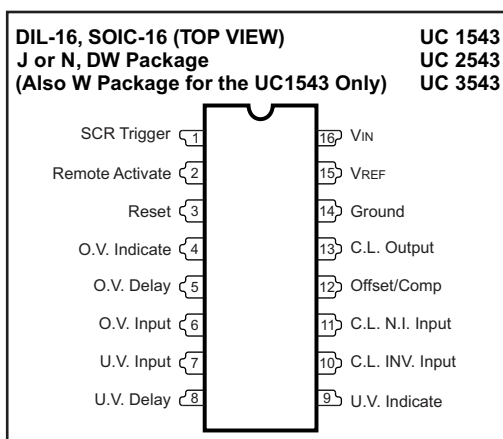 DIL-16, SOIC-16 (TOP VIEW) UC 1543
J or N, DW Package UC 2543
(Also W Package for the UC1543 Only) UC 3543
SCR Trigger 1 16 VIN
Remote Activate 2 15 VREF
Reset 3 14 Ground
O.V. Indicate 4 13 C.L. Output
O.V. Delay 5 12 Offset/Comp
O.V. Input 6 11 C.L. N.I. Input
U.V. Input 7 10 C.L. INV. Input
U.V. Delay 8 9 U.V. Indicate